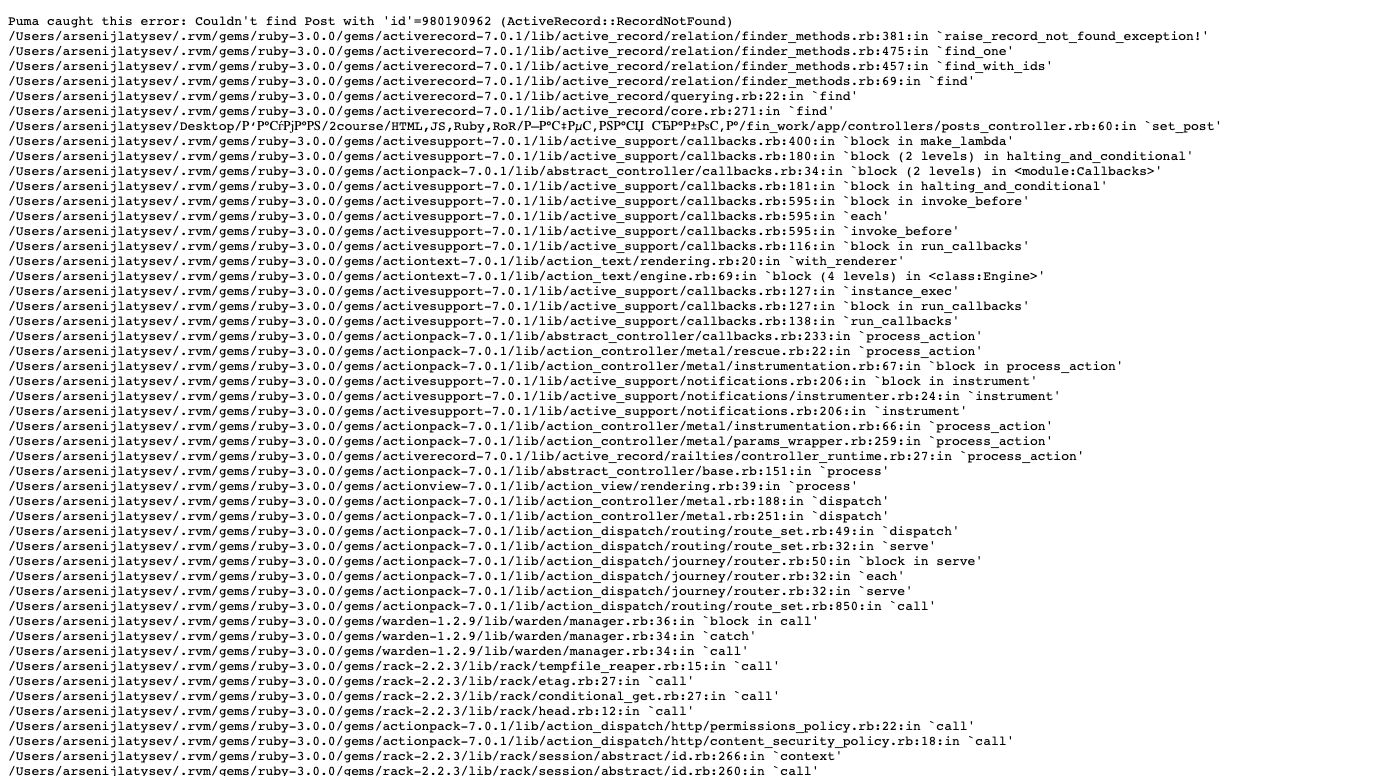 Puma caught this error: Couldn't find Post with 'id'=980190962 (ActiveRecord::RecordNotFound)
/Users/arsenijlatysev/.rvm/gems/ruby-3.0.0/gems/activerecord-7.0.1/lib/active_record/relation/finder_methods.rb:381:in `raise_record_not_found_exception!'
/Users/arsenijlatysev/.rvm/gems/ruby-3.0.0/gems/activerecord-7.0.1/lib/active_record/relation/finder_methods.rb:475:in `find_one'
/Users/arsenijlatysev/.rvm/gems/ruby-3.0.0/gems/activerecord-7.0.1/lib/active_record/relation/finder_methods.rb:457:in `find_with_ids'
/Users/arsenijlatysev/.rvm/gems/ruby-3.0.0/gems/activerecord-7.0.1/lib/active_record/relation/finder_methods.rb:69:in `find'
/Users/arsenijlatysev/.rvm/gems/ruby-3.0.0/gems/activerecord-7.0.1/lib/active_record/querying.rb:22:in `find'
/Users/arsenijlatysev/.rvm/gems/ruby-3.0.0/gems/activerecord-7.0.1/lib/active_record/core.rb:271:in `find'
/Users/arsenijlatysev/Desktop/Р'Р°СѓРјР°РЅ/2course/HTML,JS,Ruby,RoR/Р—Р°С‡РµС‚РЅР°СЏ СЂР°Р±РѕС‚Р°/fin_work/app/controllers/posts_controller.rb:60:in `set_post'
/Users/arsenijlatysev/.rvm/gems/ruby-3.0.0/gems/activesupport-7.0.1/lib/active_support/callbacks.rb:400:in `block in make_lambda'
/Users/arsenijlatysev/.rvm/gems/ruby-3.0.0/gems/activesupport-7.0.1/lib/active_support/callbacks.rb:180:in `block (2 levels) in halting_and_conditional'
/Users/arsenijlatysev/.rvm/gems/ruby-3.0.0/gems/actionpack-7.0.1/lib/abstract_controller/callbacks.rb:34:in `block (2 levels) in <module:Callbacks>'
/Users/arsenijlatysev/.rvm/gems/ruby-3.0.0/gems/activesupport-7.0.1/lib/active_support/callbacks.rb:181:in `block in halting_and_conditional'
/Users/arsenijlatysev/.rvm/gems/ruby-3.0.0/gems/activesupport-7.0.1/lib/active_support/callbacks.rb:595:in `block in invoke_before'
/Users/arsenijlatysev/.rvm/gems/ruby-3.0.0/gems/activesupport-7.0.1/lib/active_support/callbacks.rb:595:in `each'
/Users/arsenijlatysev/.rvm/gems/ruby-3.0.0/gems/activesupport-7.0.1/lib/active_support/callbacks.rb:595:in `invoke_before'
/Users/arsenijlatysev/.rvm/gems/ruby-3.0.0/gems/activesupport-7.0.1/lib/active_support/callbacks.rb:116:in `block in run_callbacks'
/Users/arsenijlatysev/.rvm/gems/ruby-3.0.0/gems/actiontext-7.0.1/lib/action_text/rendering.rb:20:in `with_renderer'
/Users/arsenijlatysev/.rvm/gems/ruby-3.0.0/gems/actiontext-7.0.1/lib/action_text/engine.rb:69:in `block (4 levels) in <class:Engine>'
/Users/arsenijlatysev/.rvm/gems/ruby-3.0.0/gems/activesupport-7.0.1/lib/active_support/callbacks.rb:127:in `instance_exec'
/Users/arsenijlatysev/.rvm/gems/ruby-3.0.0/gems/activesupport-7.0.1/lib/active_support/callbacks.rb:127:in `block in run_callbacks'
/Users/arsenijlatysev/.rvm/gems/ruby-3.0.0/gems/activesupport-7.0.1/lib/active_support/callbacks.rb:138:in `run_callbacks'
/Users/arsenijlatysev/.rvm/gems/ruby-3.0.0/gems/actionpack-7.0.1/lib/abstract_controller/callbacks.rb:233:in `process_action'
/Users/arsenijlatysev/.rvm/gems/ruby-3.0.0/gems/actionpack-7.0.1/lib/action_controller/metal/rescue.rb:22:in `process_action'
/Users/arsenijlatysev/.rvm/gems/ruby-3.0.0/gems/actionpack-7.0.1/lib/action_controller/metal/instrumentation.rb:67:in `block in process_action'
/Users/arsenijlatysev/.rvm/gems/ruby-3.0.0/gems/activesupport-7.0.1/lib/active_support/notifications.rb:206:in `block in instrument'
/Users/arsenijlatysev/.rvm/gems/ruby-3.0.0/gems/activesupport-7.0.1/lib/active_support/notifications/instrumenter.rb:24:in `instrument'
/Users/arsenijlatysev/.rvm/gems/ruby-3.0.0/gems/activesupport-7.0.1/lib/active_support/notifications.rb:206:in `instrument'
/Users/arsenijlatysev/.rvm/gems/ruby-3.0.0/gems/actionpack-7.0.1/lib/action_controller/metal/instrumentation.rb:66:in `process_action'
/Users/arsenijlatysev/.rvm/gems/ruby-3.0.0/gems/actionpack-7.0.1/lib/action_controller/metal/params_wrapper.rb:259:in `process_action'
/Users/arsenijlatysev/.rvm/gems/ruby-3.0.0/gems/activerecord-7.0.1/lib/active_record/railties/controller_runtime.rb:27:in `process_action'
/Users/arsenijlatysev/.rvm/gems/ruby-3.0.0/gems/actionpack-7.0.1/lib/abstract_controller/base.rb:151:in `process'
/Users/arsenijlatysev/.rvm/gems/ruby-3.0.0/gems/actionview-7.0.1/lib/action_view/rendering.rb:39:in `process'
/Users/arsenijlatysev/.rvm/gems/ruby-3.0.0/gems/actionpack-7.0.1/lib/action_controller/metal.rb:188:in `dispatch'
/Users/arsenijlatysev/.rvm/gems/ruby-3.0.0/gems/actionpack-7.0.1/lib/action_controller/metal.rb:251:in `dispatch'
/Users/arsenijlatysev/.rvm/gems/ruby-3.0.0/gems/actionpack-7.0.1/lib/action_dispatch/routing/route_set.rb:49:in `dispatch'
/Users/arsenijlatysev/.rvm/gems/ruby-3.0.0/gems/actionpack-7.0.1/lib/action_dispatch/routing/route_set.rb:32:in `serve'
/Users/arsenijlatysev/.rvm/gems/ruby-3.0.0/gems/actionpack-7.0.1/lib/action_dispatch/journey/router.rb:50:in `block in serve'
/Users/arsenijlatysev/.rvm/gems/ruby-3.0.0/gems/actionpack-7.0.1/lib/action_dispatch/journey/router.rb:32:in `each'
/Users/arsenijlatysev/.rvm/gems/ruby-3.0.0/gems/actionpack-7.0.1/lib/action_dispatch/journey/router.rb:32:in `serve'
/Users/arsenijlatysev/.rvm/gems/ruby-3.0.0/gems/actionpack-7.0.1/lib/action_dispatch/routing/route_set.rb:850:in `call'
/Users/arsenijlatysev/.rvm/gems/ruby-3.0.0/gems/warden-1.2.9/lib/warden/manager.rb:36:in `block in call'
/Users/arsenijlatysev/.rvm/gems/ruby-3.0.0/gems/warden-1.2.9/lib/warden/manager.rb:34:in `catch'
/Users/arsenijlatysev/.rvm/gems/ruby-3.0.0/gems/warden-1.2.9/lib/warden/manager.rb:34:in `call'
/Users/arsenijlatysev/.rvm/gems/ruby-3.0.0/gems/rack-2.2.3/lib/rack/tempfile_reaper.rb:15:in `call'
/Users/arsenijlatysev/.rvm/gems/ruby-3.0.0/gems/rack-2.2.3/lib/rack/etag.rb:27:in `call'
/Users/arsenijlatysev/.rvm/gems/ruby-3.0.0/gems/rack-2.2.3/lib/rack/conditional_get.rb:27:in `call'
/Users/arsenijlatysev/.rvm/gems/ruby-3.0.0/gems/rack-2.2.3/lib/rack/head.rb:12:in `call'
/Users/arsenijlatysev/.rvm/gems/ruby-3.0.0/gems/actionpack-7.0.1/lib/action_dispatch/http/permissions_policy.rb:22:in `call'
/Users/arsenijlatysev/.rvm/gems/ruby-3.0.0/gems/actionpack-7.0.1/lib/action_dispatch/http/content_security_policy.rb:18:in `call'
/Users/arsenijlatysev/.rvm/gems/ruby-3.0.0/gems/rack-2.2.3/lib/rack/session/abstract/id.rb:266:in `context'
/Users/arsenijlatysev/.rvm/gems/ruby-3.0.0/gems/rack-2.2.3/lib/rack/session/abstract/id.rb:260:in `call'